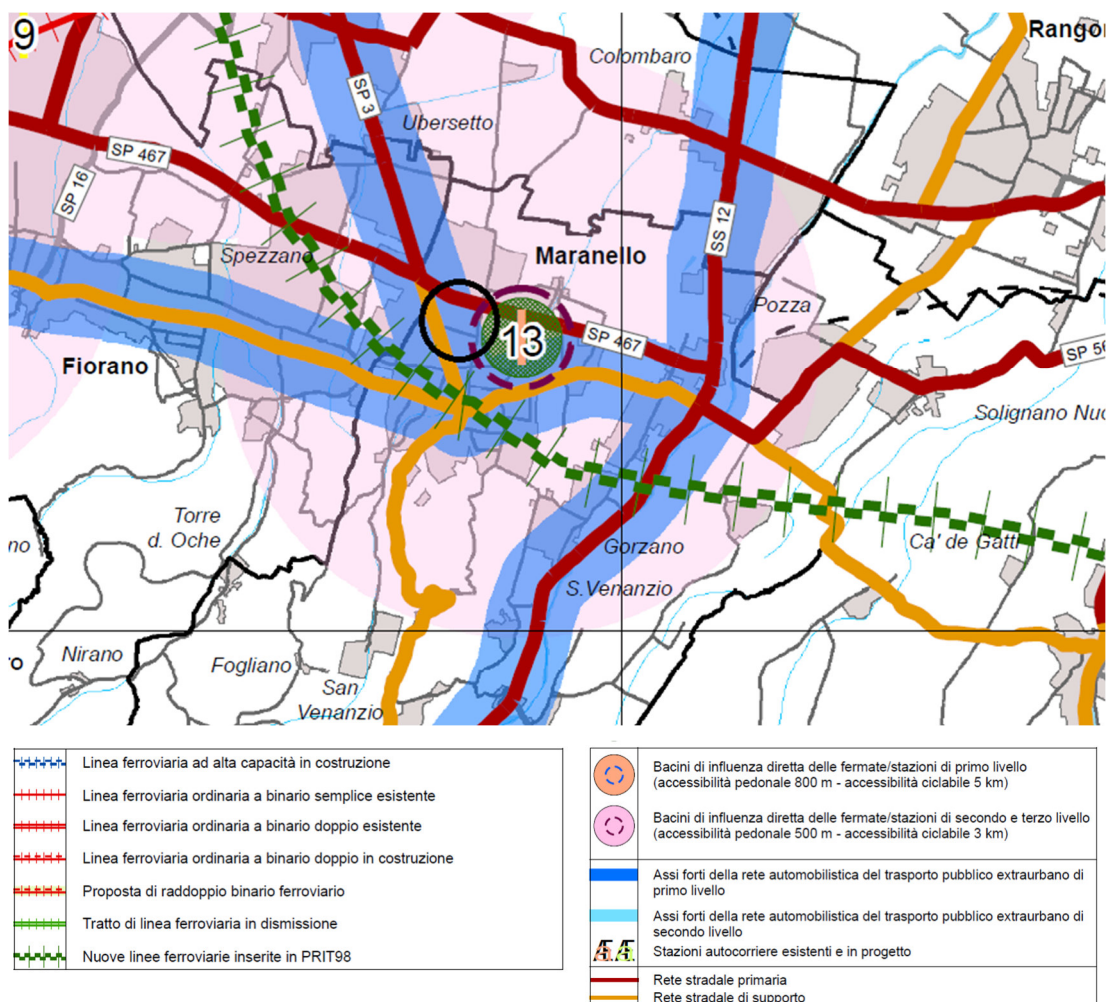 9
Rangor
Colombaro
SP 3
Ubersetto
SP 467
SP 16
SS 12
Maranello
Spezzano
Pozza
13
SP 467
Fiorano
SP 56
Solignano Nuo
Torre
d. Oche
no
Ca' de Gatti
Gorzano
S.Venanzio
Nirano
ro
Fogliano
San
Venanzio
Linea ferroviaria ad alta capacità in costruzione
Linea ferroviaria ordinaria a binario semplice esistente
Linea ferroviaria ordinaria a binario doppio esistente
Linea ferroviaria ordinaria a binario doppio in costruzione
Proposta di raddoppio binario ferroviario
Tratto di linea ferroviaria in dismissione
Nuove linee ferroviarie inserite in PRIT98
Bacini di influenza diretta delle fermate/stazioni di primo livello
(accessibilità pedonale 800 m - accessibilità ciclabile 5 km)
Bacini di influenza diretta delle fermate/stazioni di secondo e terzo livello
(accessibilità pedonale 500 m - accessibilità ciclabile 3 km)
Assi forti della rete automobilistica del trasporto pubblico extraurbano di
primo livello
Assi forti della rete automobilistica del trasporto pubblico extraurbano di
secondo livello
Stazioni autocorriere esistenti e in progetto
Rete stradale primaria
Rete stradale di supporto